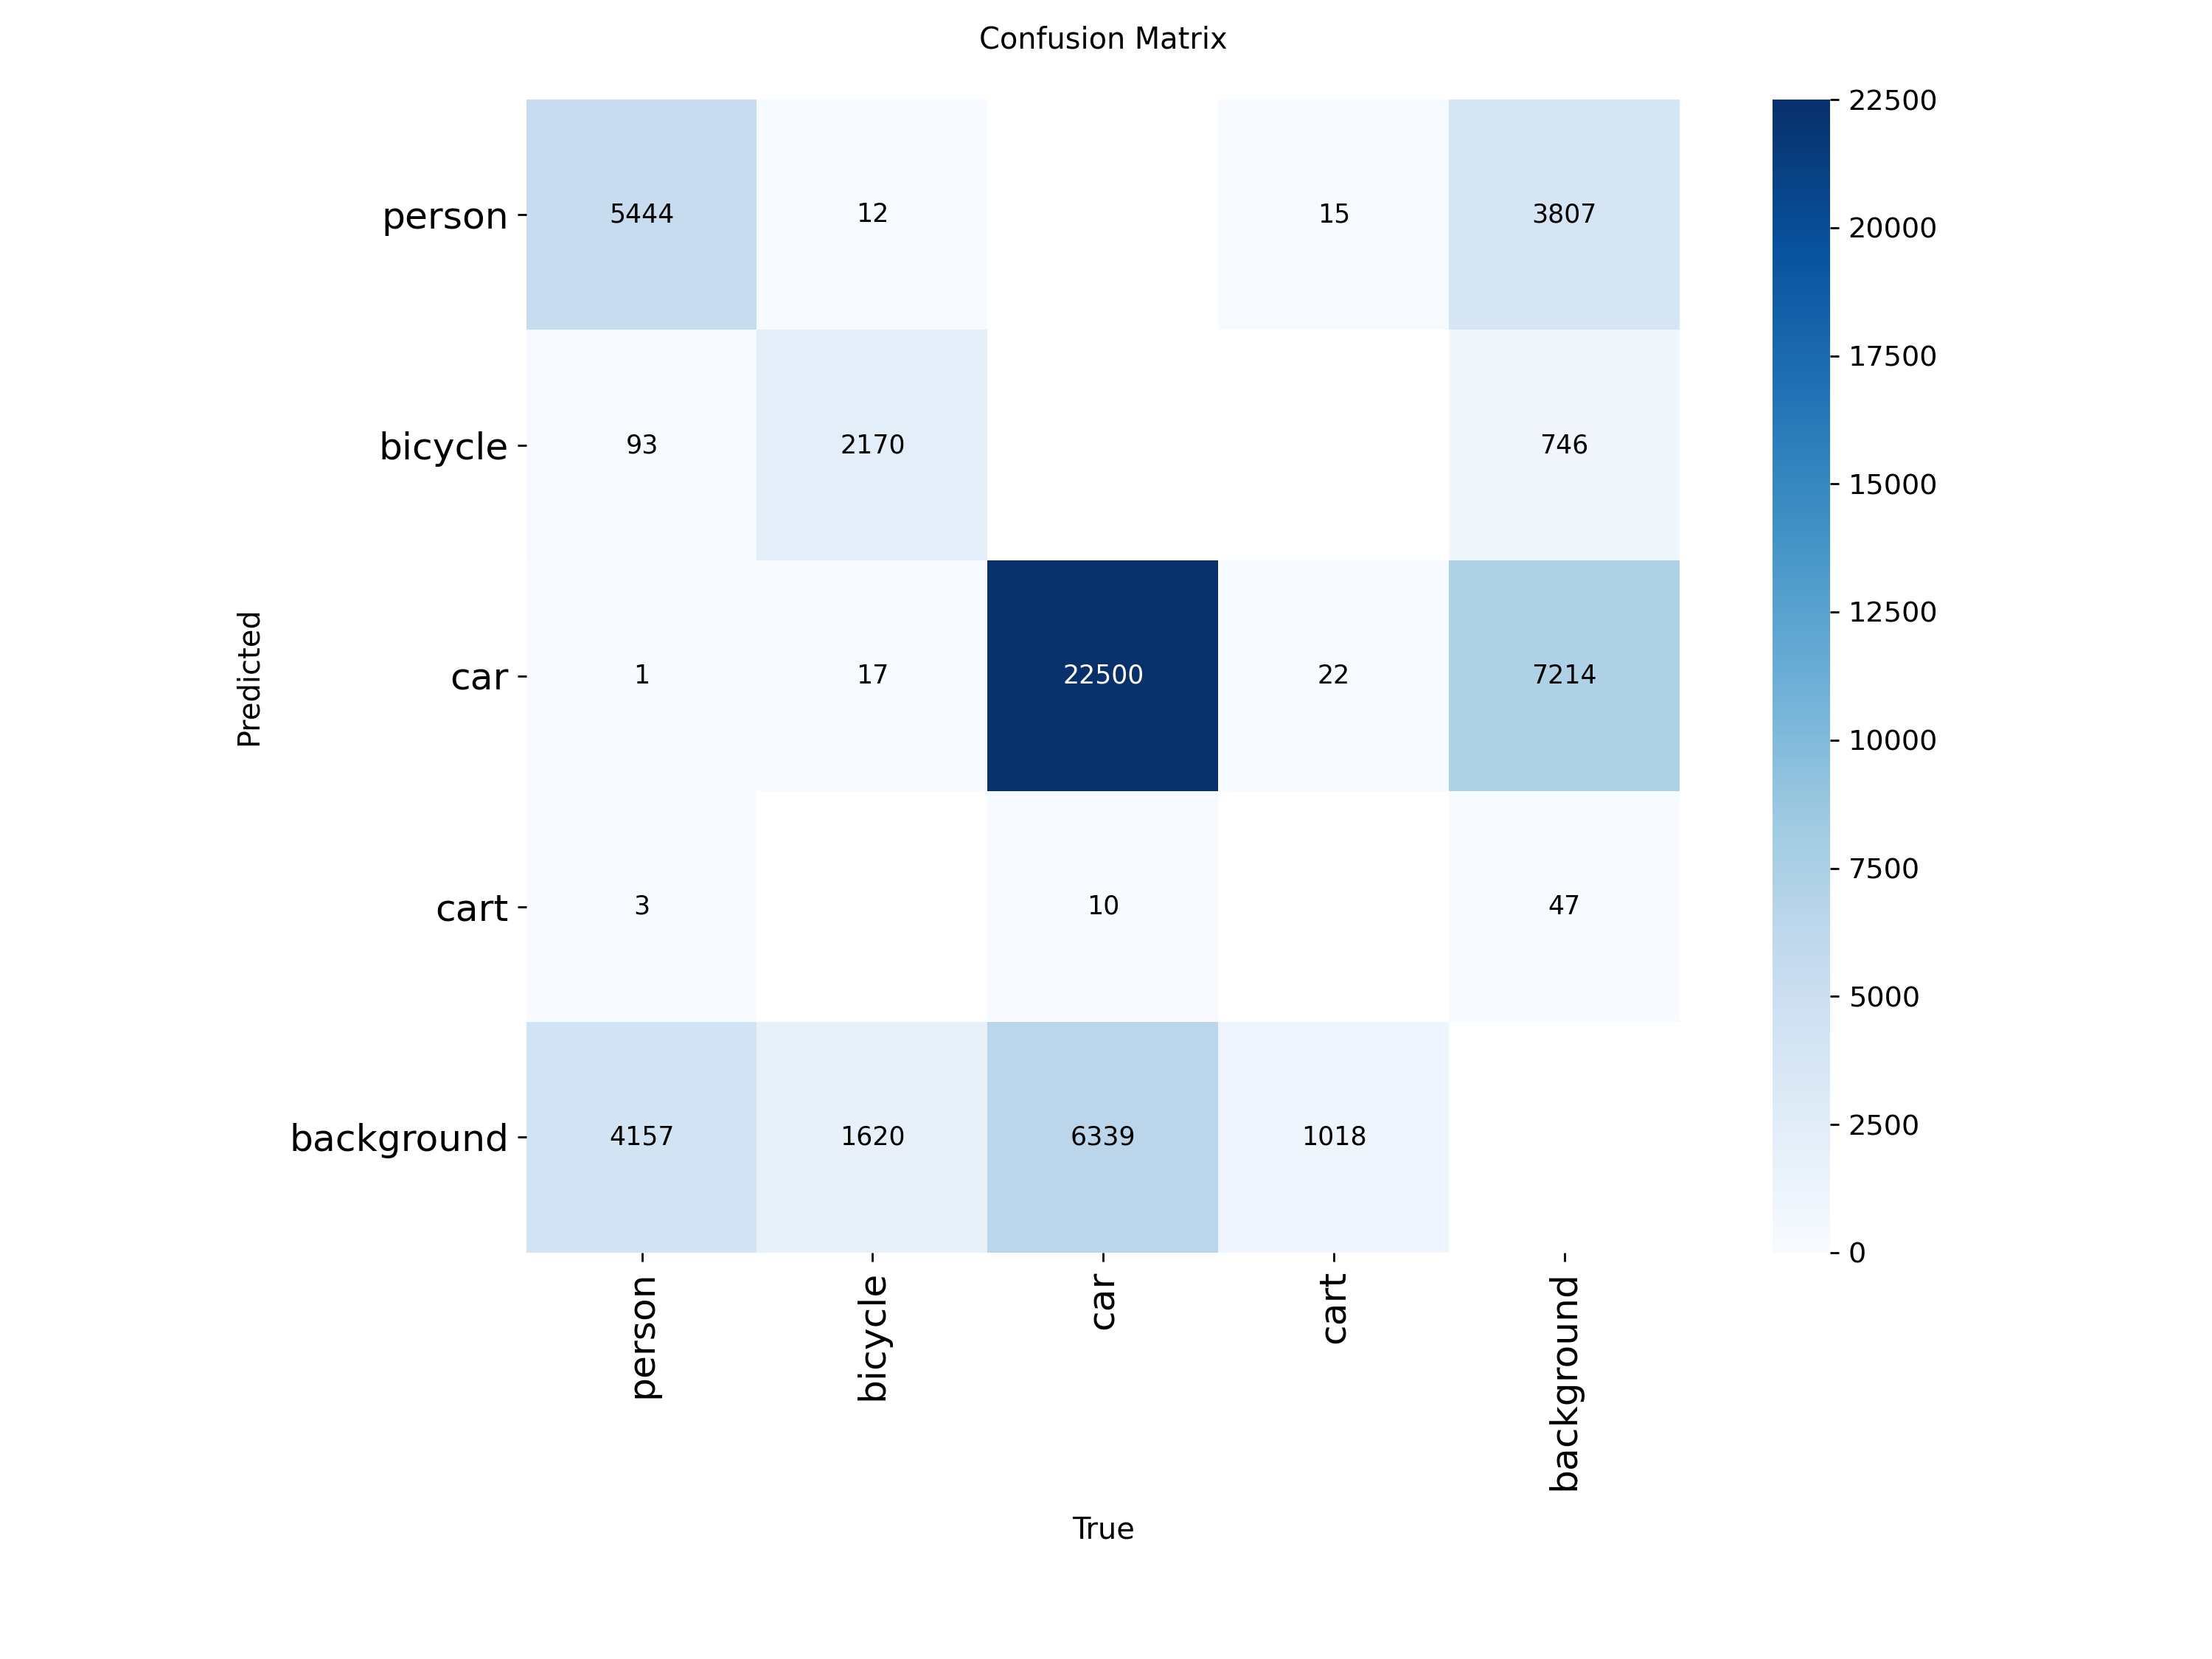 Confusion Matrix
person 5444 12 15 3807
bicycle 93 2170 746
car 1 17 22500 22 7214
cart 3 10 47
background 4157 1620 6339 1018
Predicted
person bicycle car cart background
True
22500
20000
17500
15000
12500
10000
7500
5000
2500
0